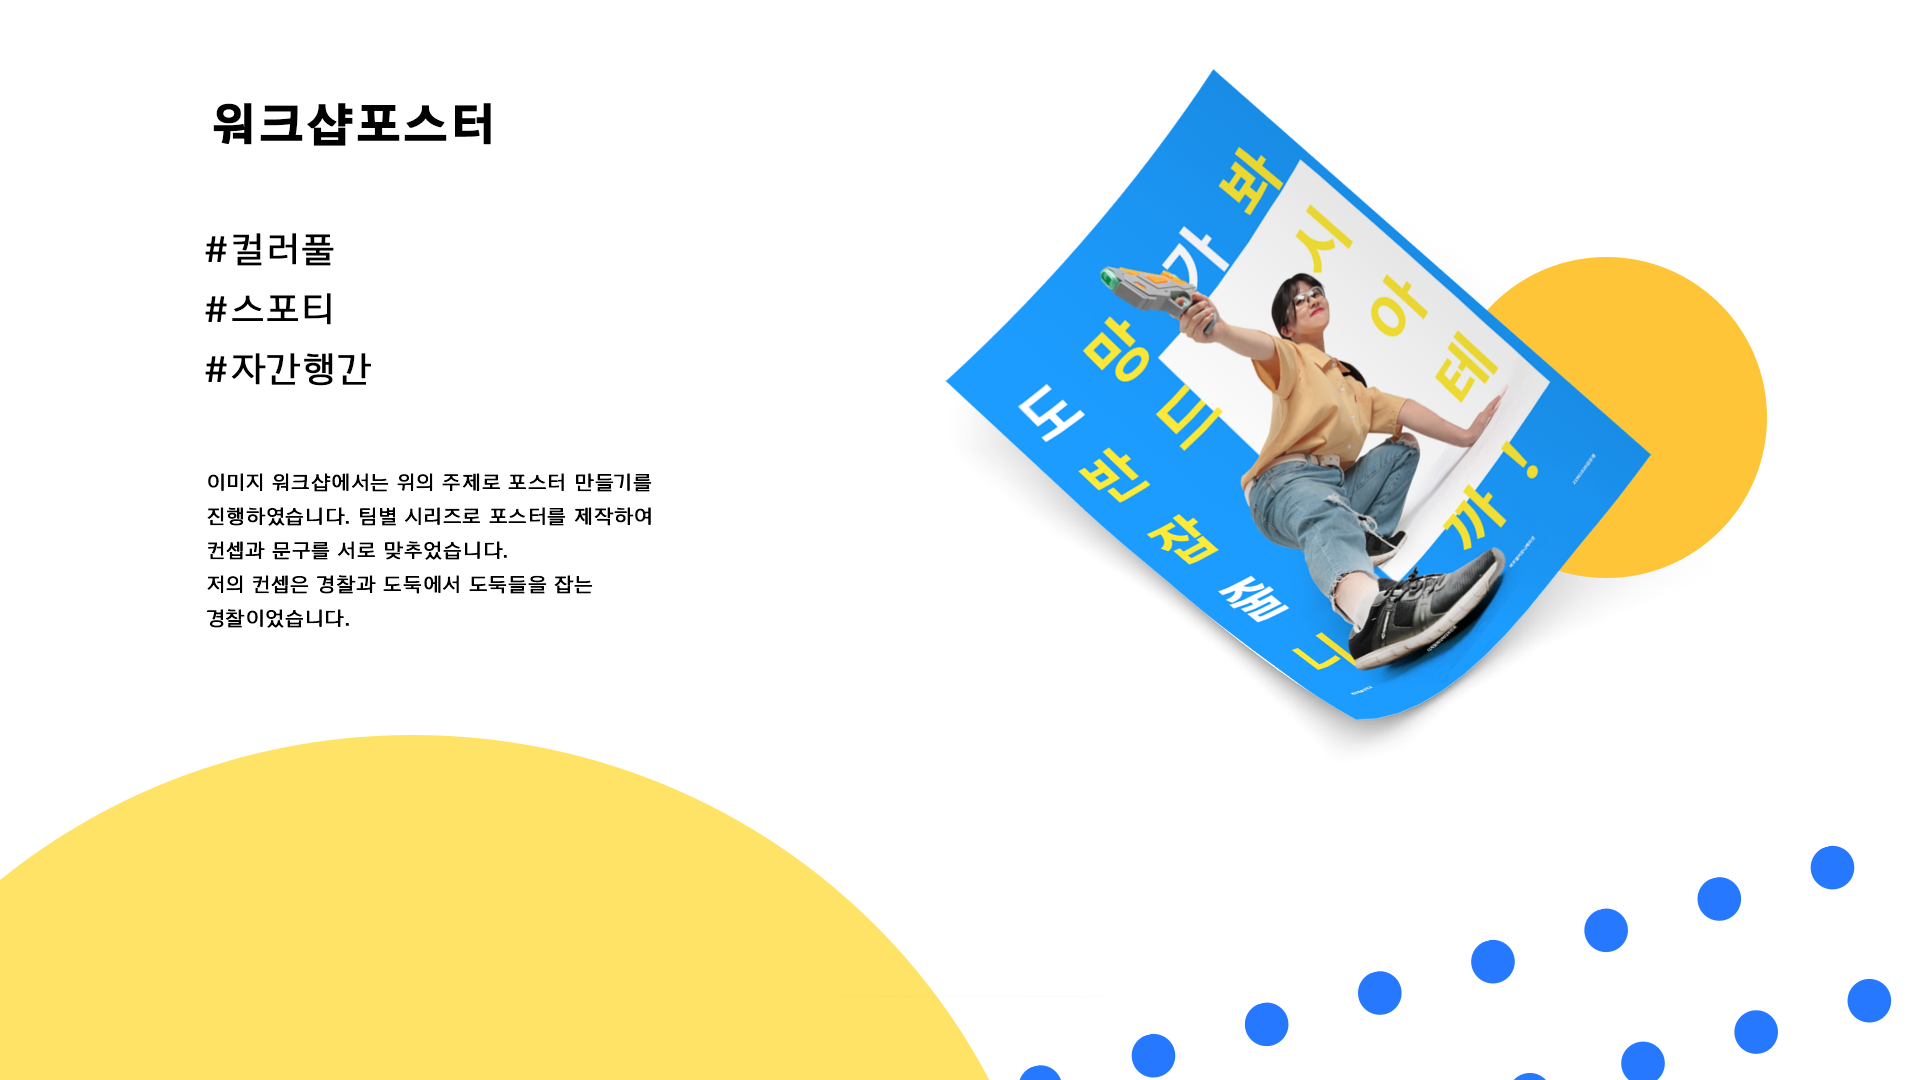 워크샵포스터
#컬러풀
#스포티
#자간행간
이미지 워크샵에서는 위의 주제로 포스터 만들기를
진행하였습니다. 팀별 시리즈로 포스터를 제작하여
컨셉과 문구를 서로 맞추었습니다.
저의 컨셉은 경찰과 도둑에서 도둑들을 잡는
경찰이었습니다.
도망가봐
반드시
잡아
줄테
니까!